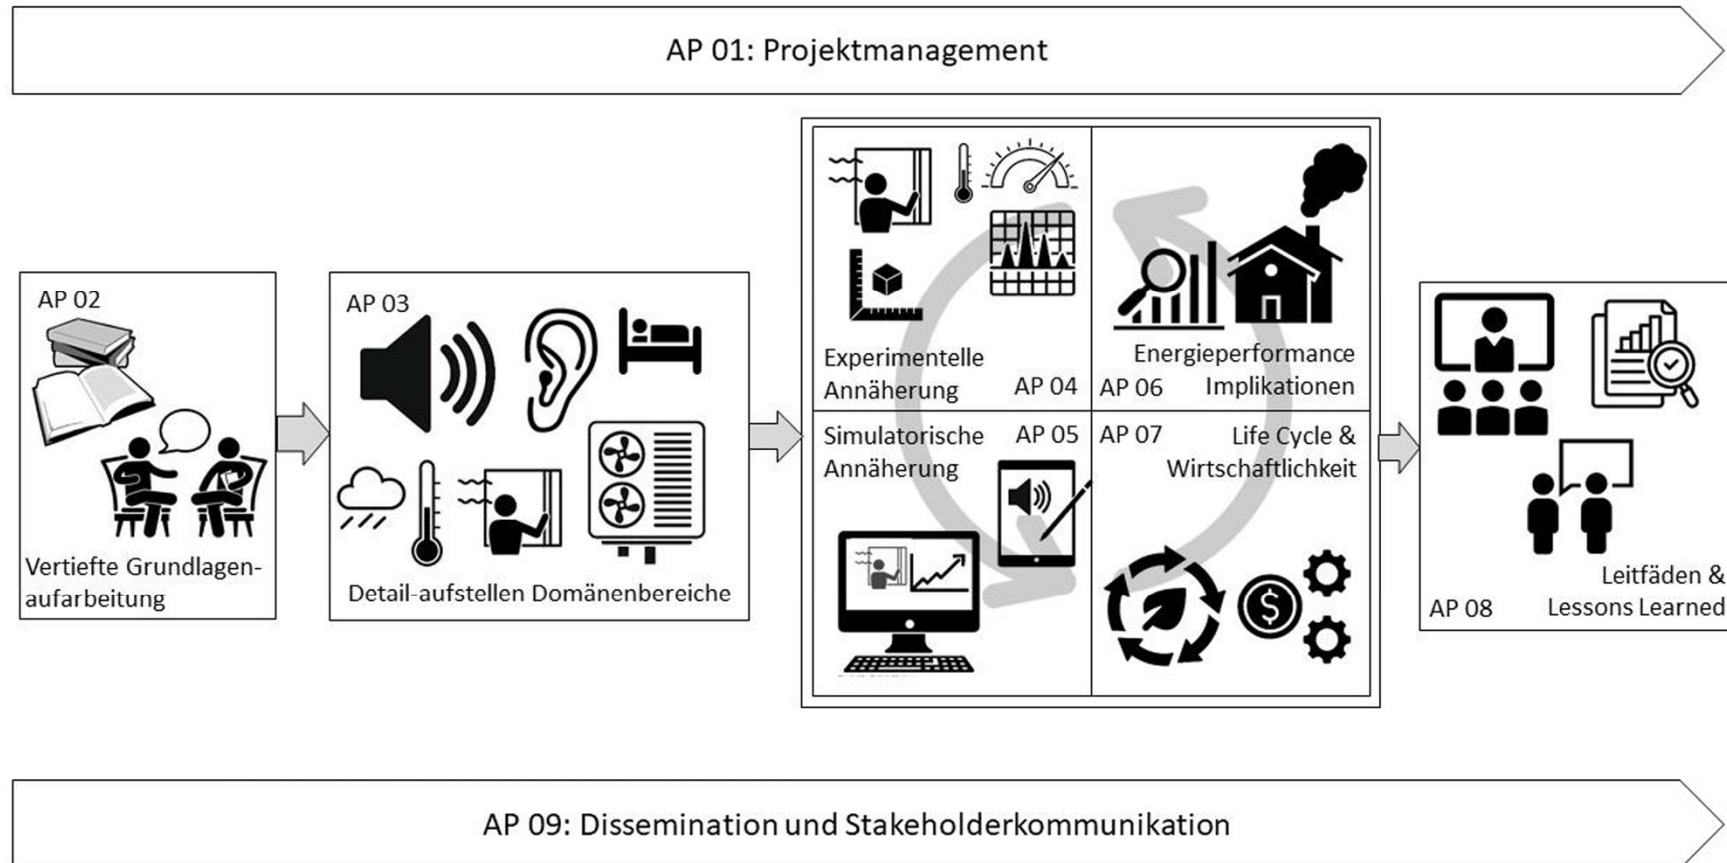 AP 01: Projektmanagement
AP 02
Vertiefte Grundlagen-
aufarbeitung
AP 03
Detail-aufstellen Domänenbereiche
Experimentelle
Annäherung
AP 04
Energieperformance
Implikationen
AP 06
Simulatorische
Annäherung
AP 05
AP 07
Life Cycle &
Wirtschaftlichkeit
$
Leitfäden &
Lessons Learned
AP 08
AP 09: Dissemination und Stakeholderkommunikation